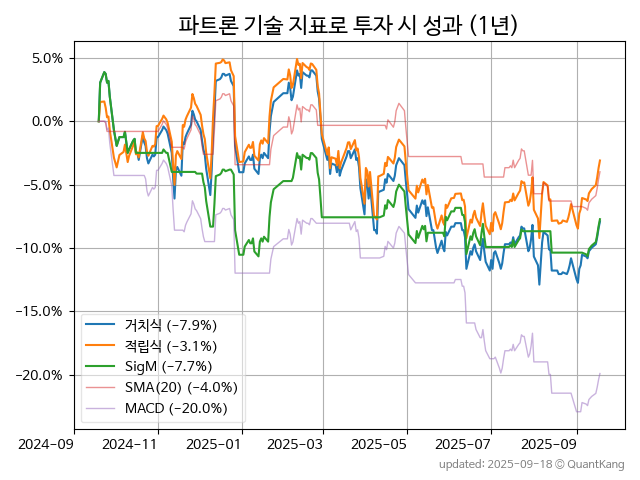 파트론 기술 지표로 투자 시 성과 (1년)
5.0%
0.0%
−5.0%
−10.0%
−15.0%
−20.0%
거치식 (−7.9%)
적립식 (−3.1%)
SigM (−7.7%)
SMA(20) (−4.0%)
MACD (−20.0%)
2024-09 2024-11 2025-01 2025-03 2025-05 2025-07 2025-09
updated: 2025-09-18 © QuantKang